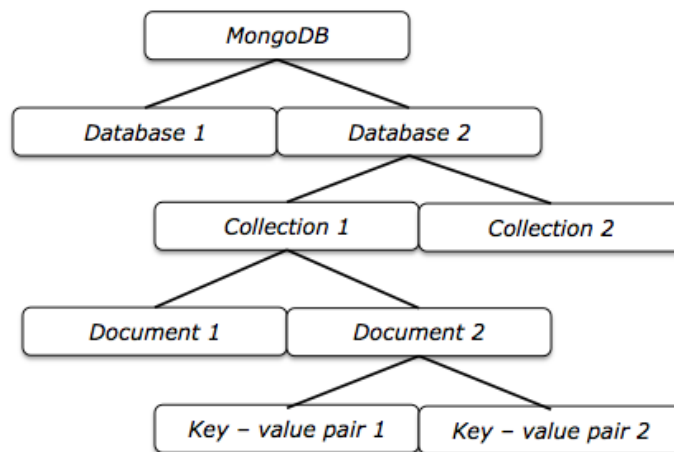 MongoDB
Database 1
Database 2
Collection 1
Collection 2
Document 1
Document 2
Key – value pair 1
Key – value pair 2